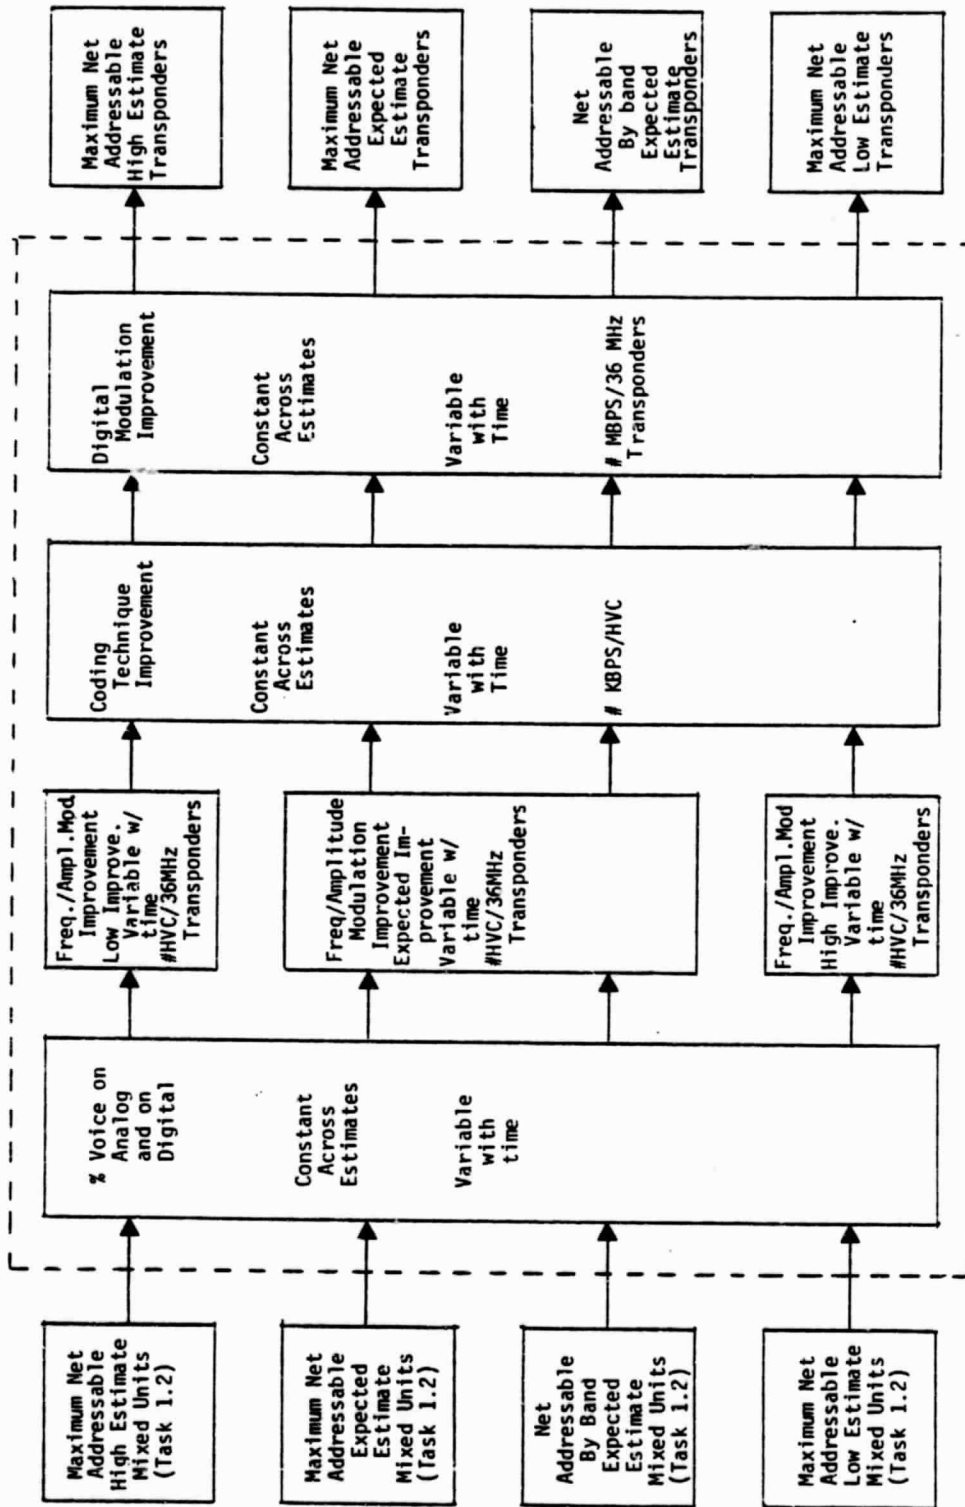 Maximum Net
Addressable
High Estimate
Mixed Units
(Task 1.2)
Maximum Net
Addressable
Expected
Estimate
Mixed Units
(Task 1.2)
Net
Addressable
By Band
Expected
Estimate
Mixed Units
(Task 1.2)
Maximum Net
Addressable
Low Estimate
Mixed Units
(Task 1.2)
% Voice on
Analog
and on
Digital
Constant
Across
Estimates
Variable
with
time
Freq./Ampl.Mod
Improvement
Low Improve.
Variable w/
time
#HVC/36MHz
Transponders
Freq/Amplitude
Modulation
Improvement
Expected Im-
provement
Variable w/
time
#HVC/36MHz
Transponders
Freq./Ampl.Mod
Improvement
High Improve.
Variable w/
time
#HVC/36MHz
Transponders
Coding
Technique
Improvement
Constant
Across
Estimates
Variable
with
Time
# KBPS/HVC
Digital
Modulation
Improvement
Constant
Across
Estimates
Variable
with
Time
# MBPS/36 MHz
Transponders
Maximum Net
Addressable
High Estimate
Transponders
Maximum Net
Addressable
Expected
Estimate
Transponders
Net
Addressable
By band
Expected
Estimate
Transponders
Maximum Net
Addressable
Low Estimate
Transponders